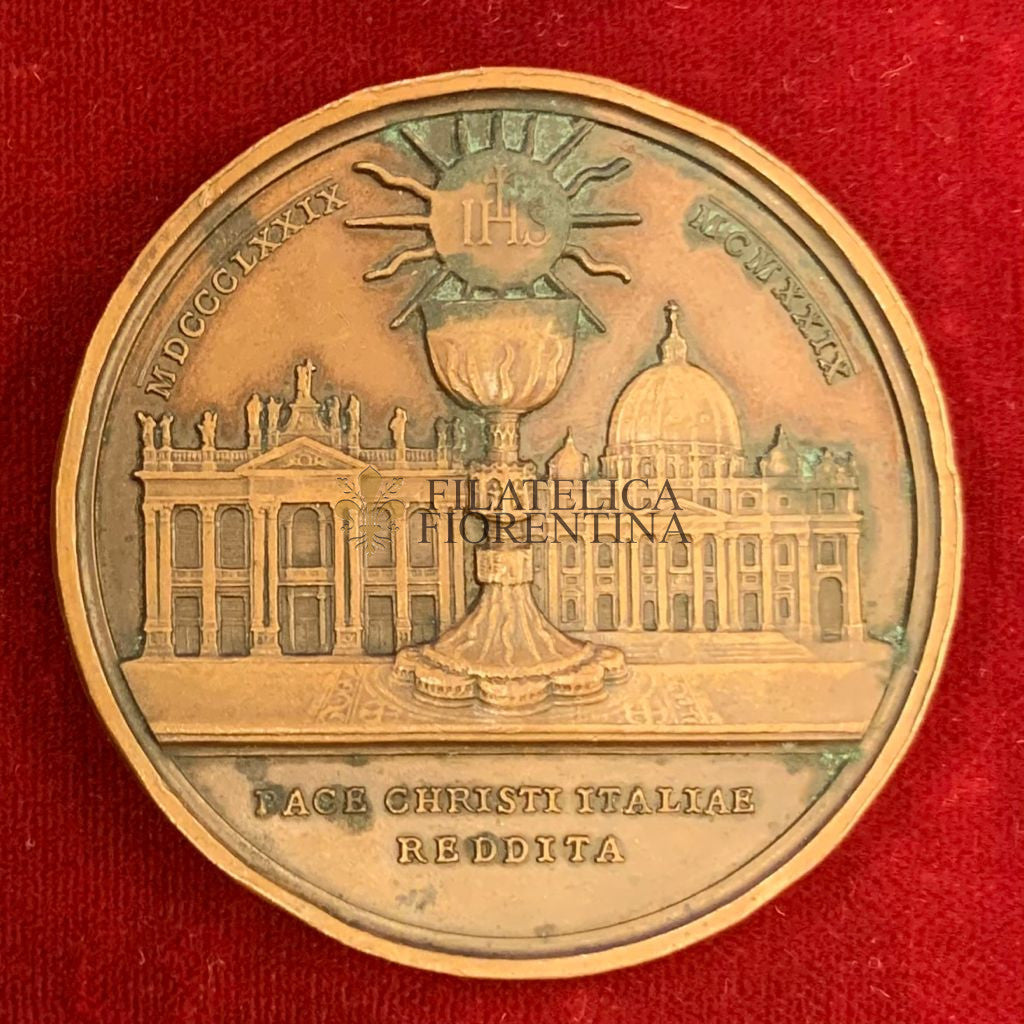 MDCCCLXXIX
MCMXXIX
IHS
FILATELICA
FIORENTINA
PACE CHRISTI ITALIAE
REDDITA